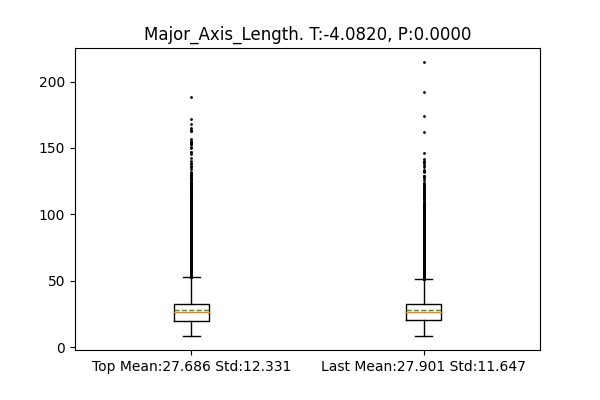 Major_Axis_Length. T:-4.0820, P:0.0000
200
150
100
50
0
Top Mean:27.686 Std:12.331 Last Mean:27.901 Std:11.647